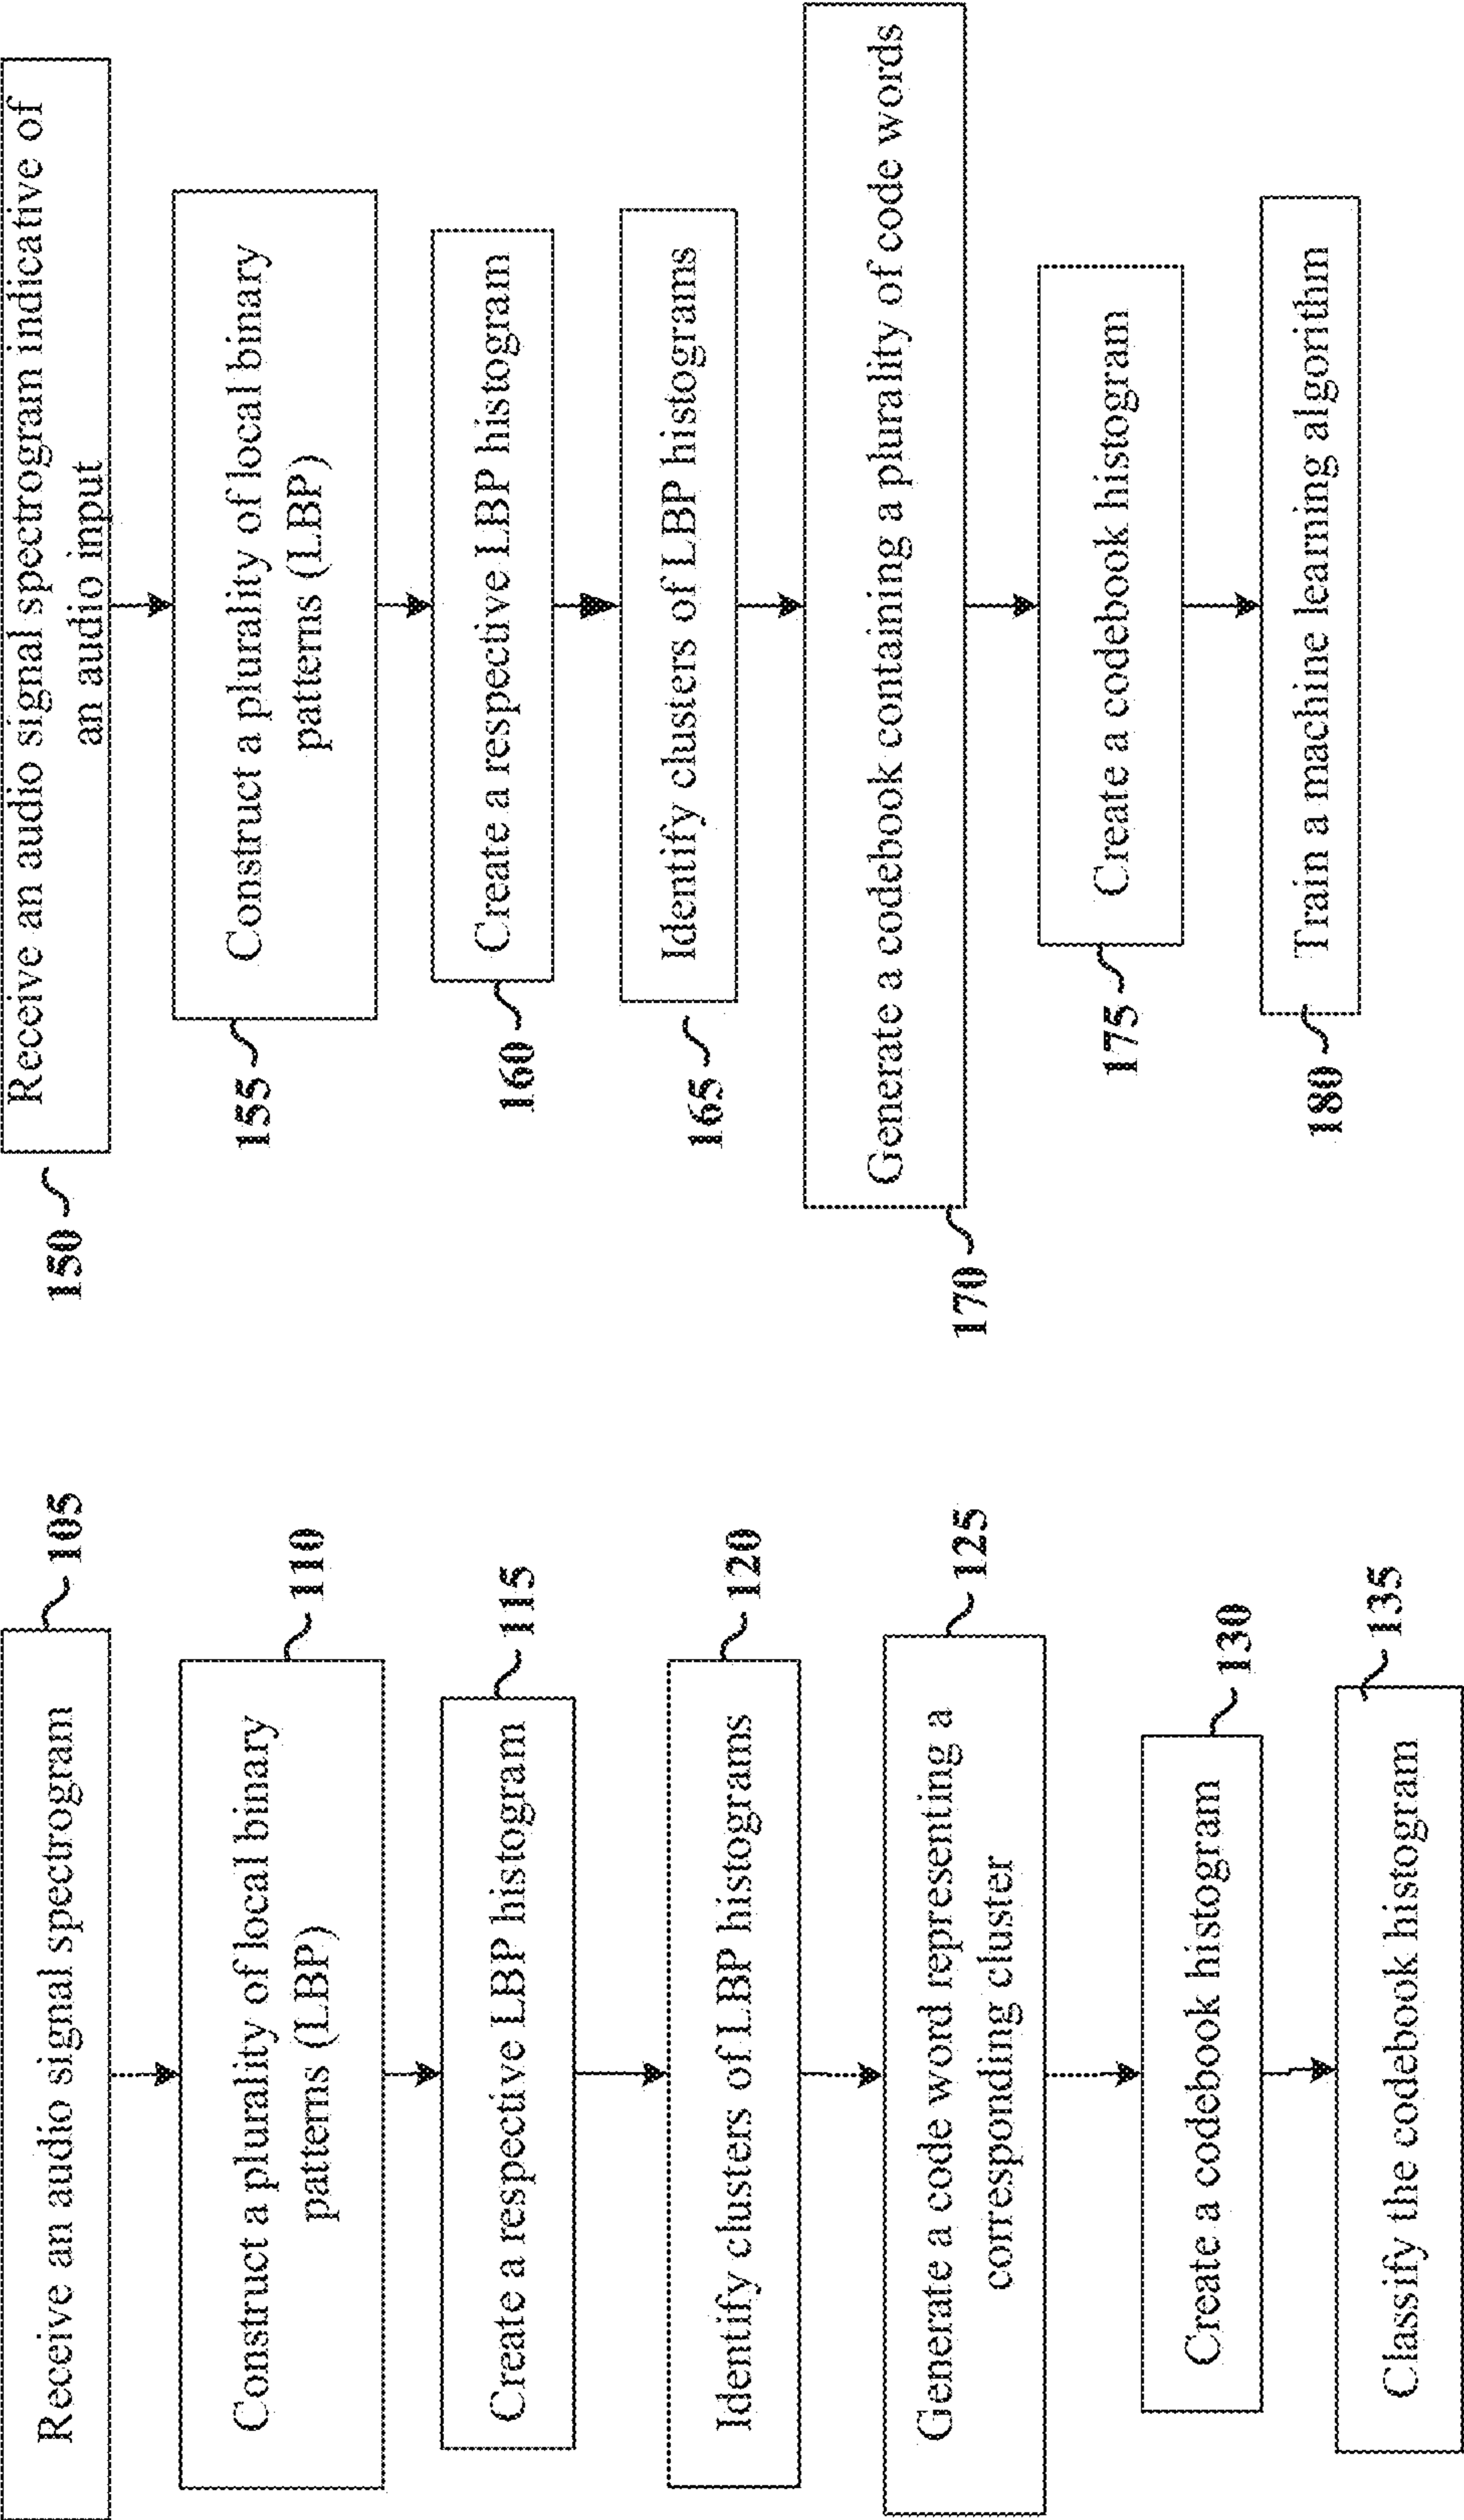 Receive an audio signal spectrogram
105
Construct a plurality of local binary
patterns (LBP)
110
Create a respective LBP histogram
115
Identify clusters of LBP histograms
120
Generate a code word representing a
corresponding cluster
125
Create a codebook histogram
130
Classify the codebook histogram
135
150
Receive an audio signal spectrogram indicative of
an audio input
155
Construct a plurality of local binary
patterns (LBP)
160
Create a respective LBP histogram
165
Identify clusters of LBP histograms
170
Generate a codebook containing a plurality of code words
175
Create a codebook histogram
180
Train a machine learning algorithm